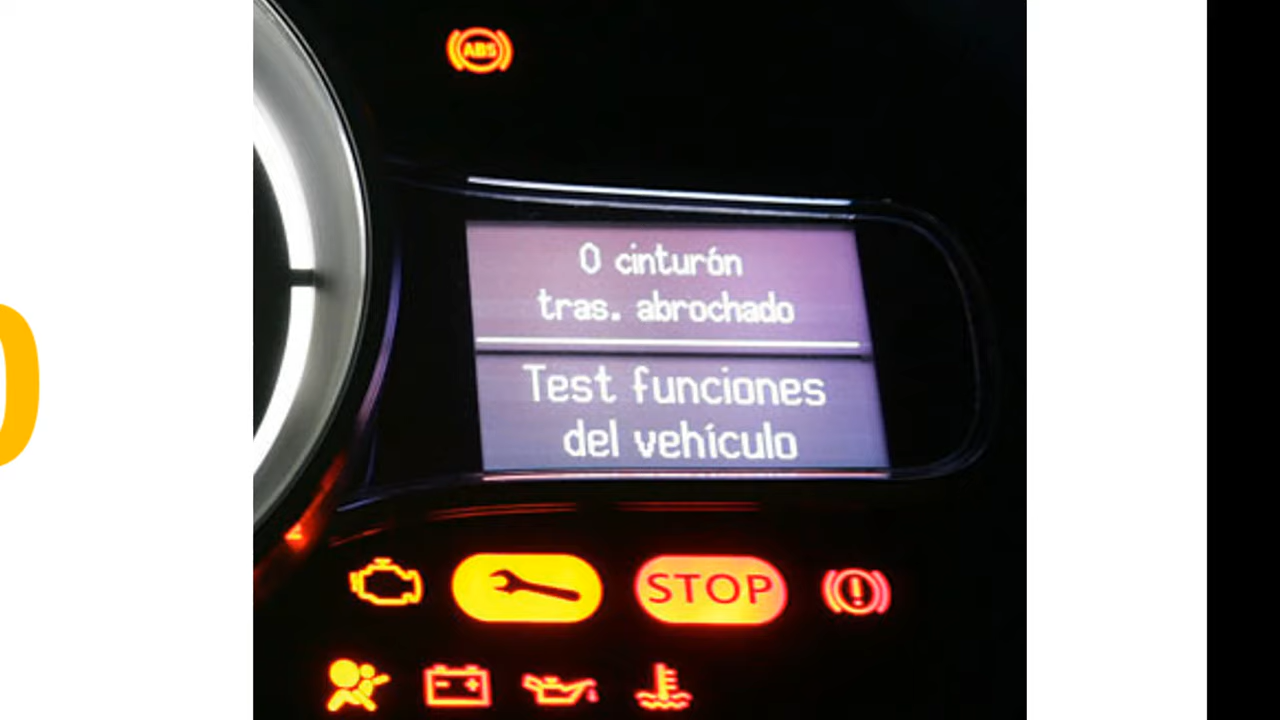 ABS
0 cinturón
tras. abrochado
Test funciones
del vehículo
STOP